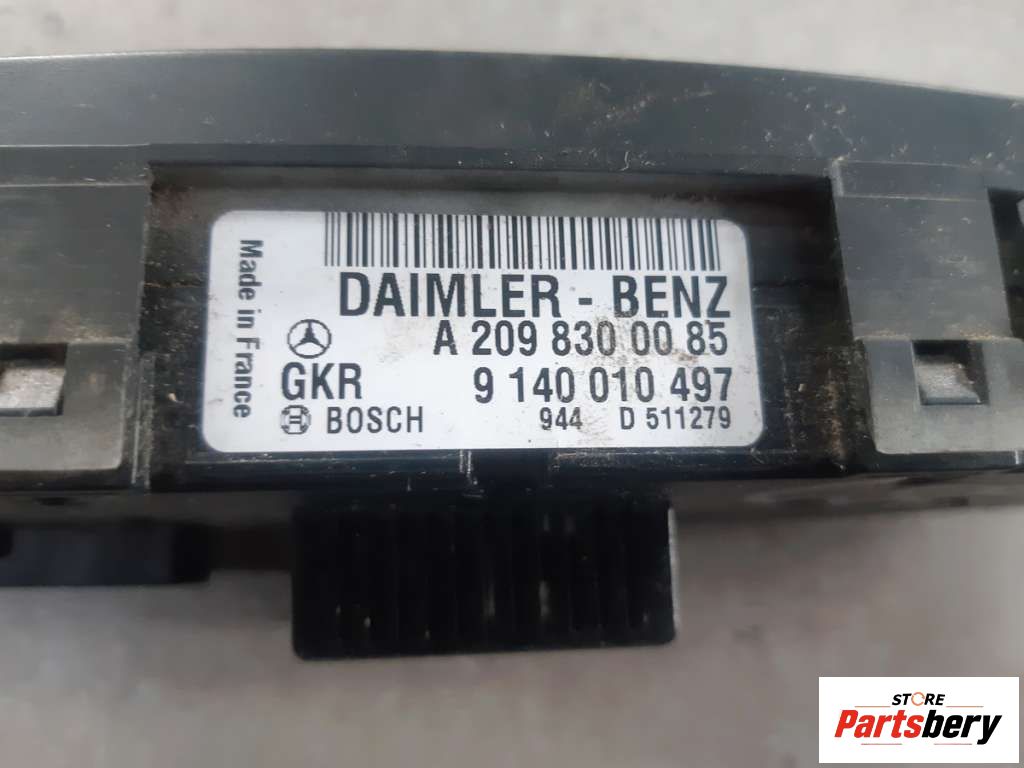 Made in France
DAIMLER - BENZ
A 209 830 00 85
GKR 9 140 010 497
BOSCH 944 D 511279
STORE
Partsbery